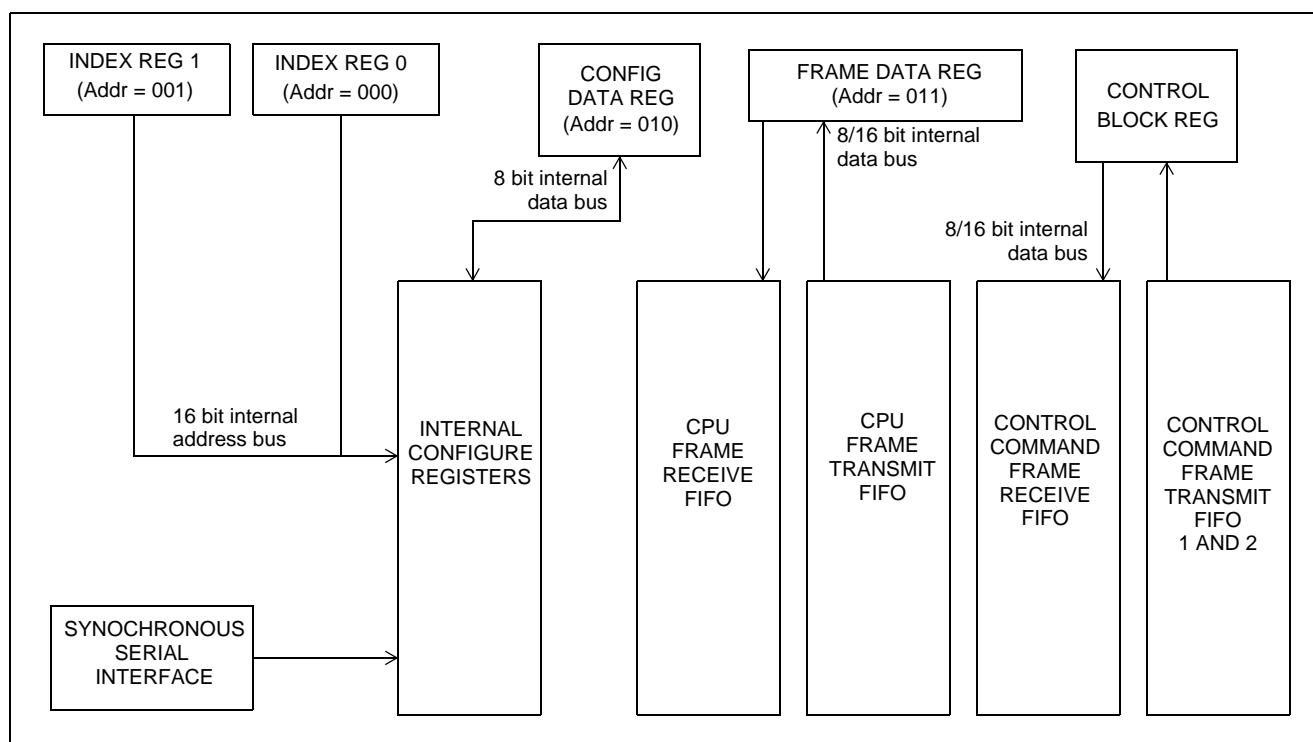 INDEX REG 1
(Addr = 001)
INDEX REG 0
(Addr = 000)
CONFIG
DATA REG
(Addr = 010)
FRAME DATA REG
(Addr = 011)
CONTROL
BLOCK REG
8 bit internal
data bus
8/16 bit internal
data bus
8/16 bit internal
data bus
16 bit internal
address bus
INTERNAL
CONFIGURE
REGISTERS
CPU
FRAME
RECEIVE
FIFO
CPU
FRAME
TRANSMIT
FIFO
CONTROL
COMMAND
FRAME
RECEIVE
FIFO
CONTROL
COMMAND
FRAME
TRANSMIT
FIFO
1 AND 2
SYNOCHRONOUS
SERIAL
INTERFACE